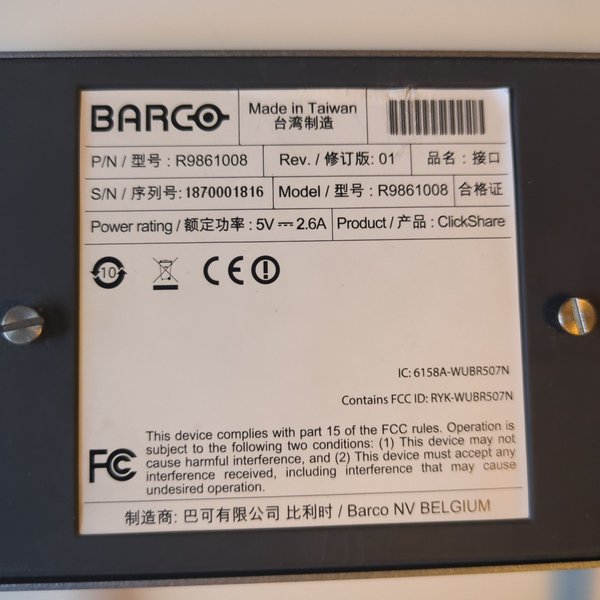 BARCO
Made in Taiwan
台湾制造
P/N / 型号 : R9861008
Rev. / 修订版: 01
品名 : 接口
S/N / 序列号: 1870001816
Model / 型号 : R9861008
合格证
Power rating / 额定功率 : 5V ⎓ 2.6A
Product / 产品 : ClickShare
10
CE
IC: 6158A-WUBR507N
Contains FCC ID: RYK-WUBR507N
FC
This device complies with part 15 of the FCC rules. Operation is
subject to the following two conditions: (1) This device may not
cause harmful interference, and (2) This device must accept any
interference received, including interference that may cause
undesired operation.
制造商: 巴可有限公司 比利时 / Barco NV BELGIUM